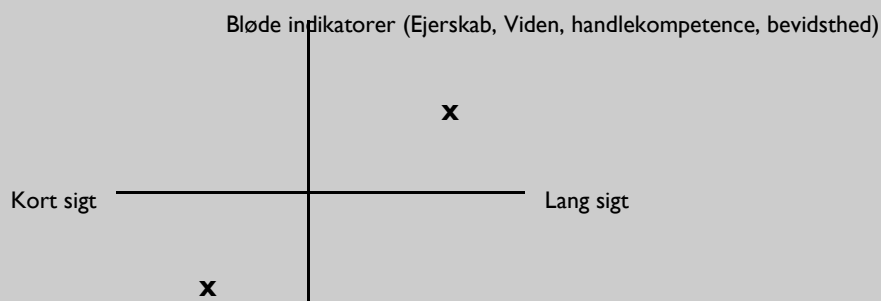 Bløde indikatorer (Ejerskab, Viden, handlekompetence, bevidsthed)
x
Kort sigt
Lang sigt
x